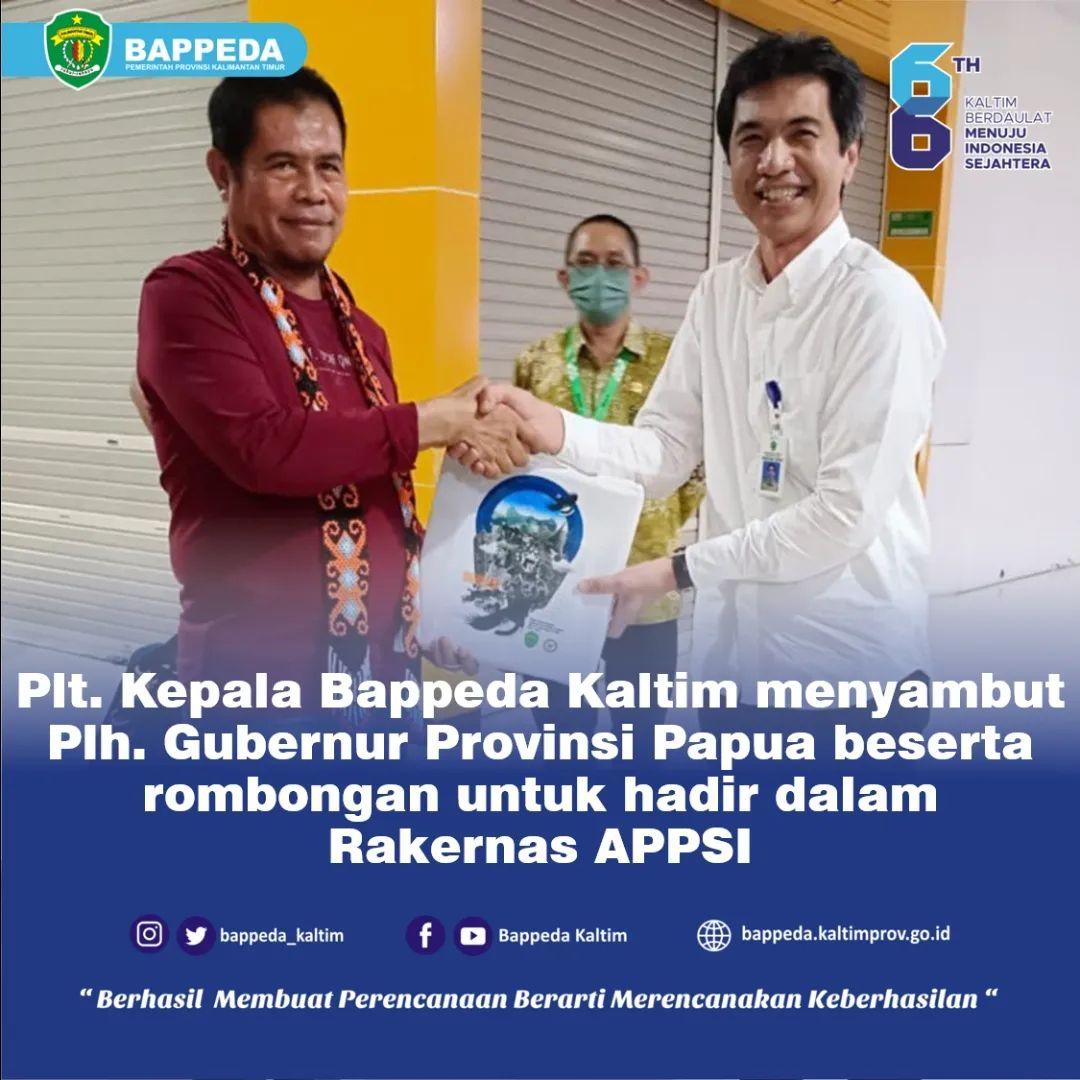 BAPPEDA
PEMERINTAH PROVINSI KALIMANTAN TIMUR
66 TH
KALTIM
BERDAULAT
MENUJU
INDONESIA
SEJAHTERA
Plt. Kepala Bappeda Kaltim menyambut
Plh. Gubernur Provinsi Papua beserta
rombongan untuk hadir dalam
Rakernas APPSI
bappeda_kaltim
Bappeda Kaltim
bappeda.kaltimprov.go.id
“ Berhasil Membuat Perencanaan Berarti Merencanakan Keberhasilan “